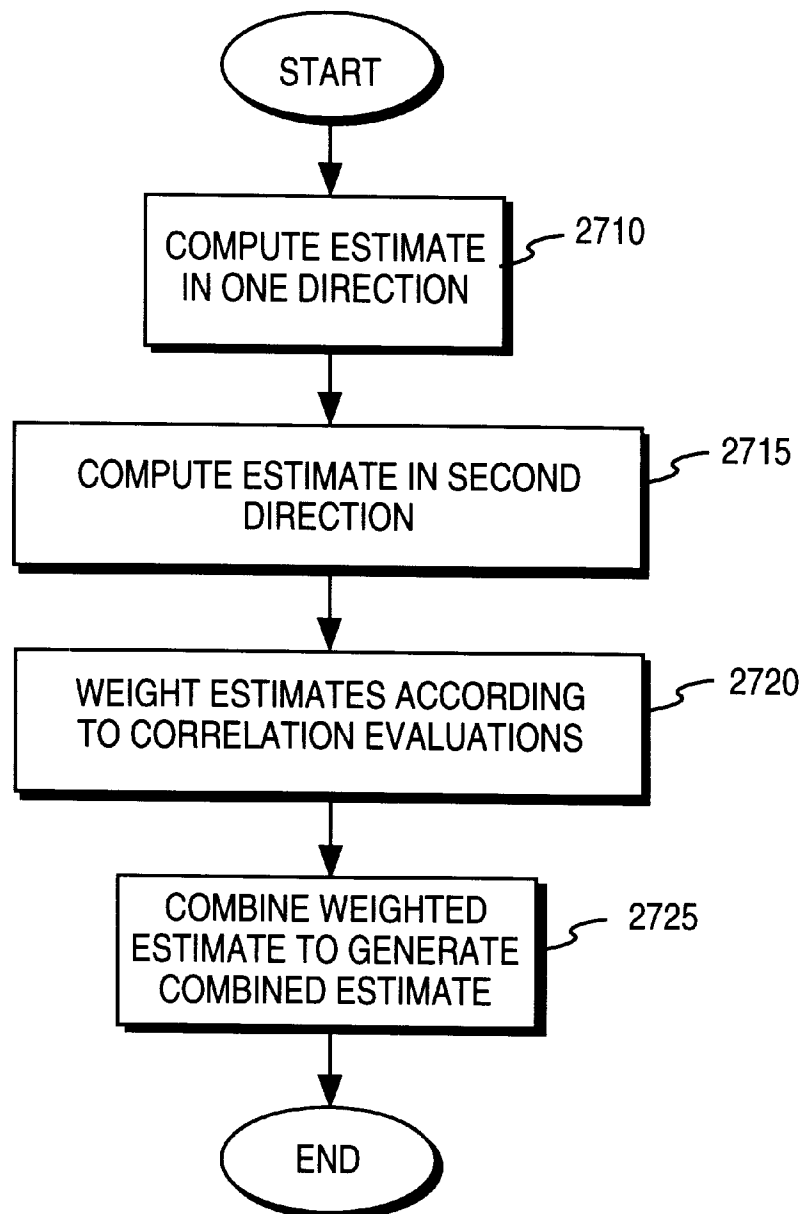 START
COMPUTE ESTIMATE
IN ONE DIRECTION
2710
COMPUTE ESTIMATE IN SECOND
DIRECTION
2715
WEIGHT ESTIMATES ACCORDING
TO CORRELATION EVALUATIONS
2720
COMBINE WEIGHTED
ESTIMATE TO GENERATE
COMBINED ESTIMATE
2725
END